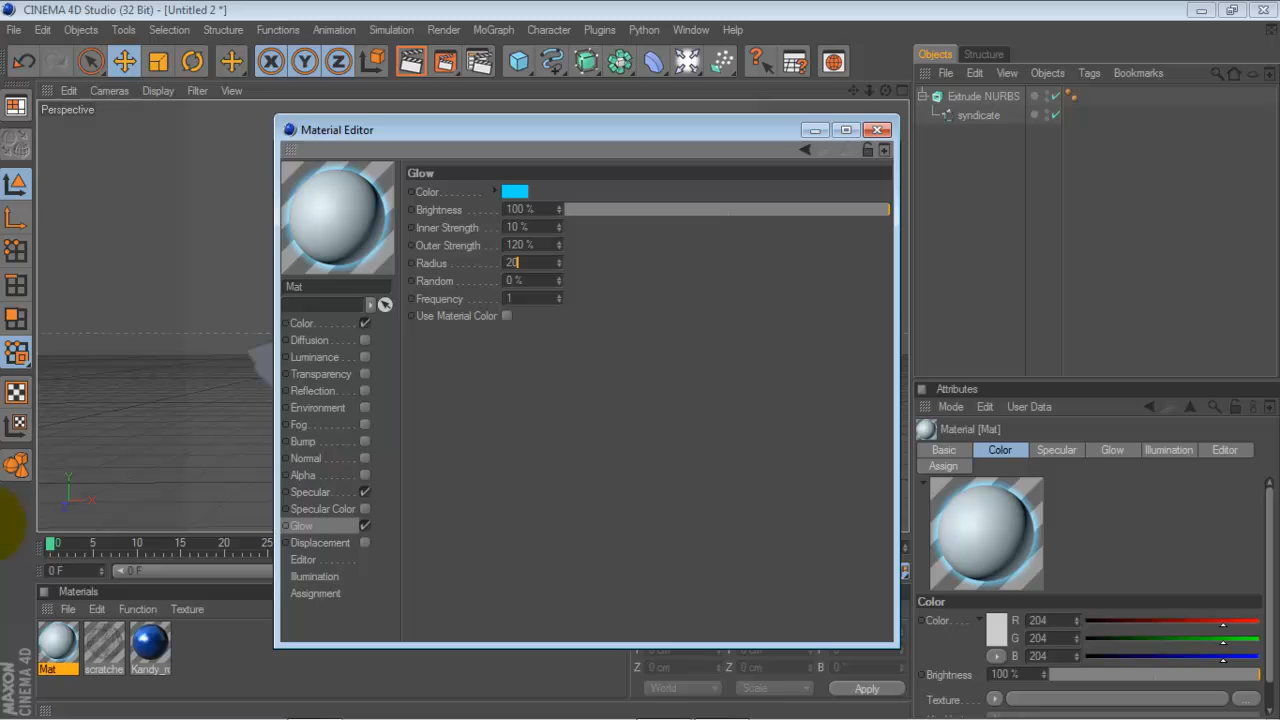 CINEMA 4D Studio (32 Bit) - [Untitled 2 *]
File Edit Objects Tools Selection Structure Functions Animation Simulation Render MoGraph Character Plugins Python Window Help
X Y Z
Objects Structure
File Edit View Objects Tags Bookmarks
Edit Cameras Display Filter View
Extrude NURBS
syndicate
Perspective
Material Editor
Glow
Color
Brightness 100 %
Inner Strength 10 %
Outer Strength 120 %
Radius 20
Random 0 %
Frequency 1
Use Material Color
Mat
Color
Diffusion
Luminance
Transparency
Reflection
Environment
Fog
Bump
Normal
Alpha
Specular
Specular Color
Glow
Displacement
Editor
Illumination
Assignment
Y
X
Z
Attributes
Mode Edit User Data
Material [Mat]
Basic Color Specular Glow Illumination Editor
Assign
Color
Color R 204
G 204
B 204
Brightness 100 %
Texture
0 5 10 15 20 25
0 F 0 F
Materials
File Edit Function Texture
Mat scratche Kandy_m
Z 0 cm Z 0 cm B 0 °
World Scale Apply
MAXON CINEMA 4D